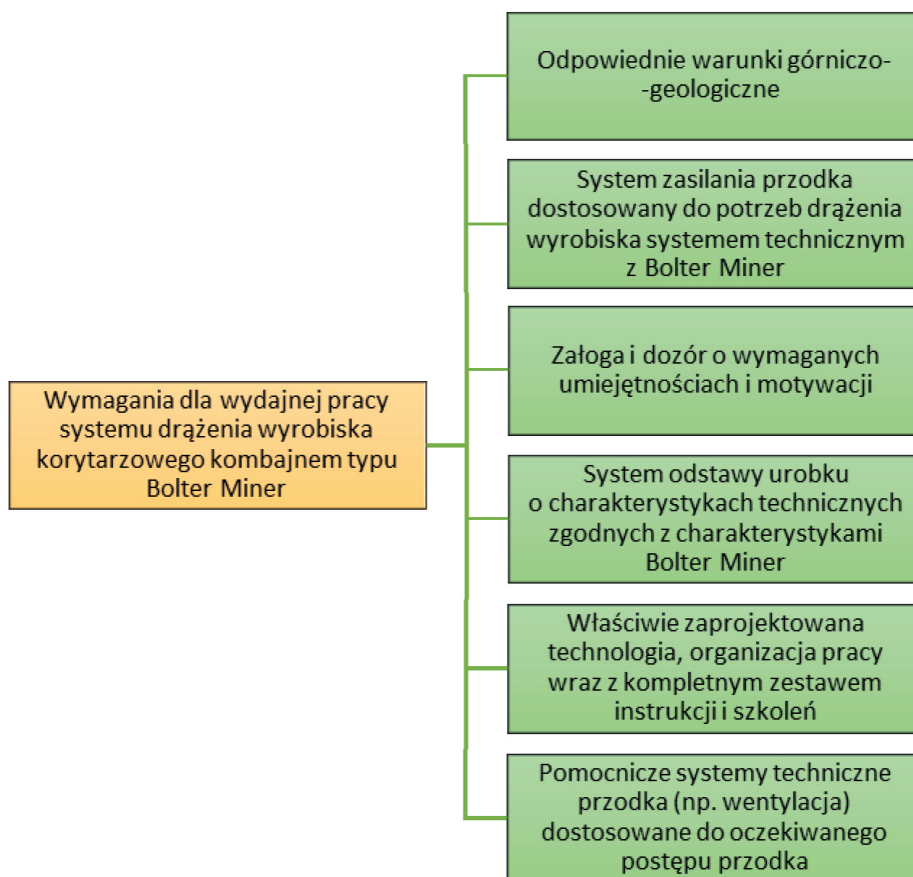 Odpowiednie warunki górniczo-
-geologiczne
System zasilania przodka
dostosowany do potrzeb drążenia
wyrobiska systemem technicznym
z Bolter Miner
Załoga i dozór o wymaganych
umiejętnościach i motywacji
Wymagania dla wydajnej pracy
systemu drążenia wyrobiska
korytarzowego kombajnem typu
Bolter Miner
System odstawy urobku
o charakterystykach technicznych
zgodnych z charakterystykami
Bolter Miner
Właściwie zaprojektowana
technologia, organizacja pracy
wraz z kompletnym zestawem
instrukcji i szkoleń
Pomocnicze systemy techniczne
przodka (np. wentylacja)
dostosowane do oczekiwanego
postępu przodka